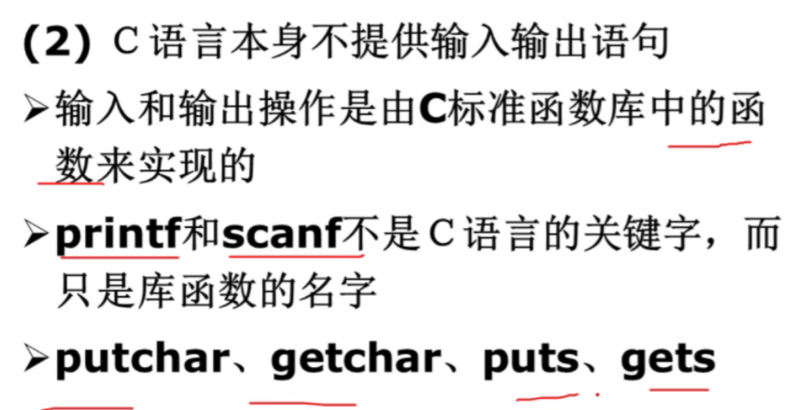 (2) C 语言本身不提供输入输出语句
➢输入和输出操作是由C标准函数库中的函
数来实现的
➢printf和scanf不是C语言的关键字，而
只是库函数的名字
➢putchar、getchar、puts、gets